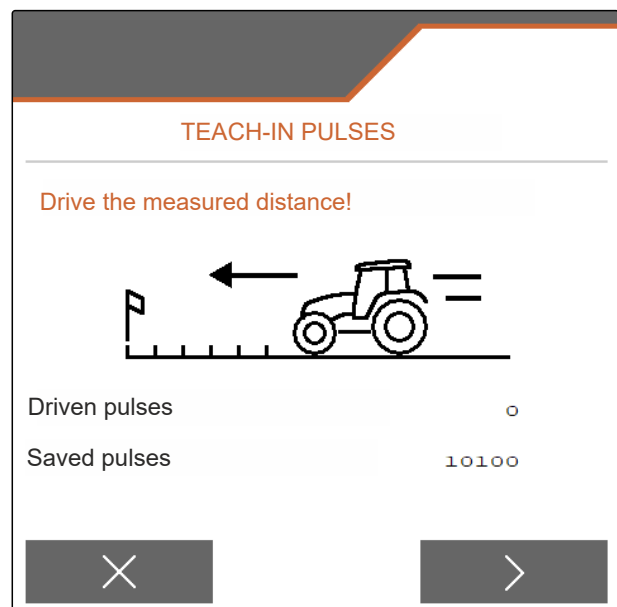 TEACH-IN PULSES
Drive the measured distance!
Driven pulses 0
Saved pulses 10100